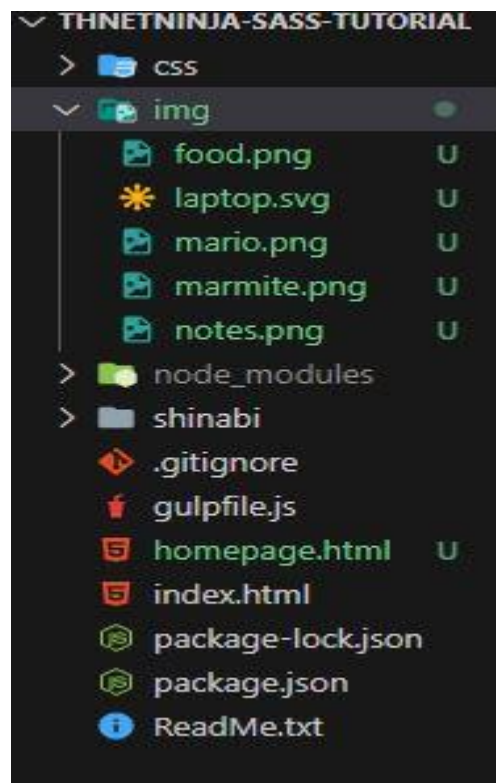 THNETNINJA-SASS-TUTORIAL
css
img
food.png U
laptop.svg U
mario.png U
marmite.png U
notes.png U
node_modules
shinabi
.gitignore
gulpfile.js
homepage.html U
index.html
package-lock.json
package.json
ReadMe.txt